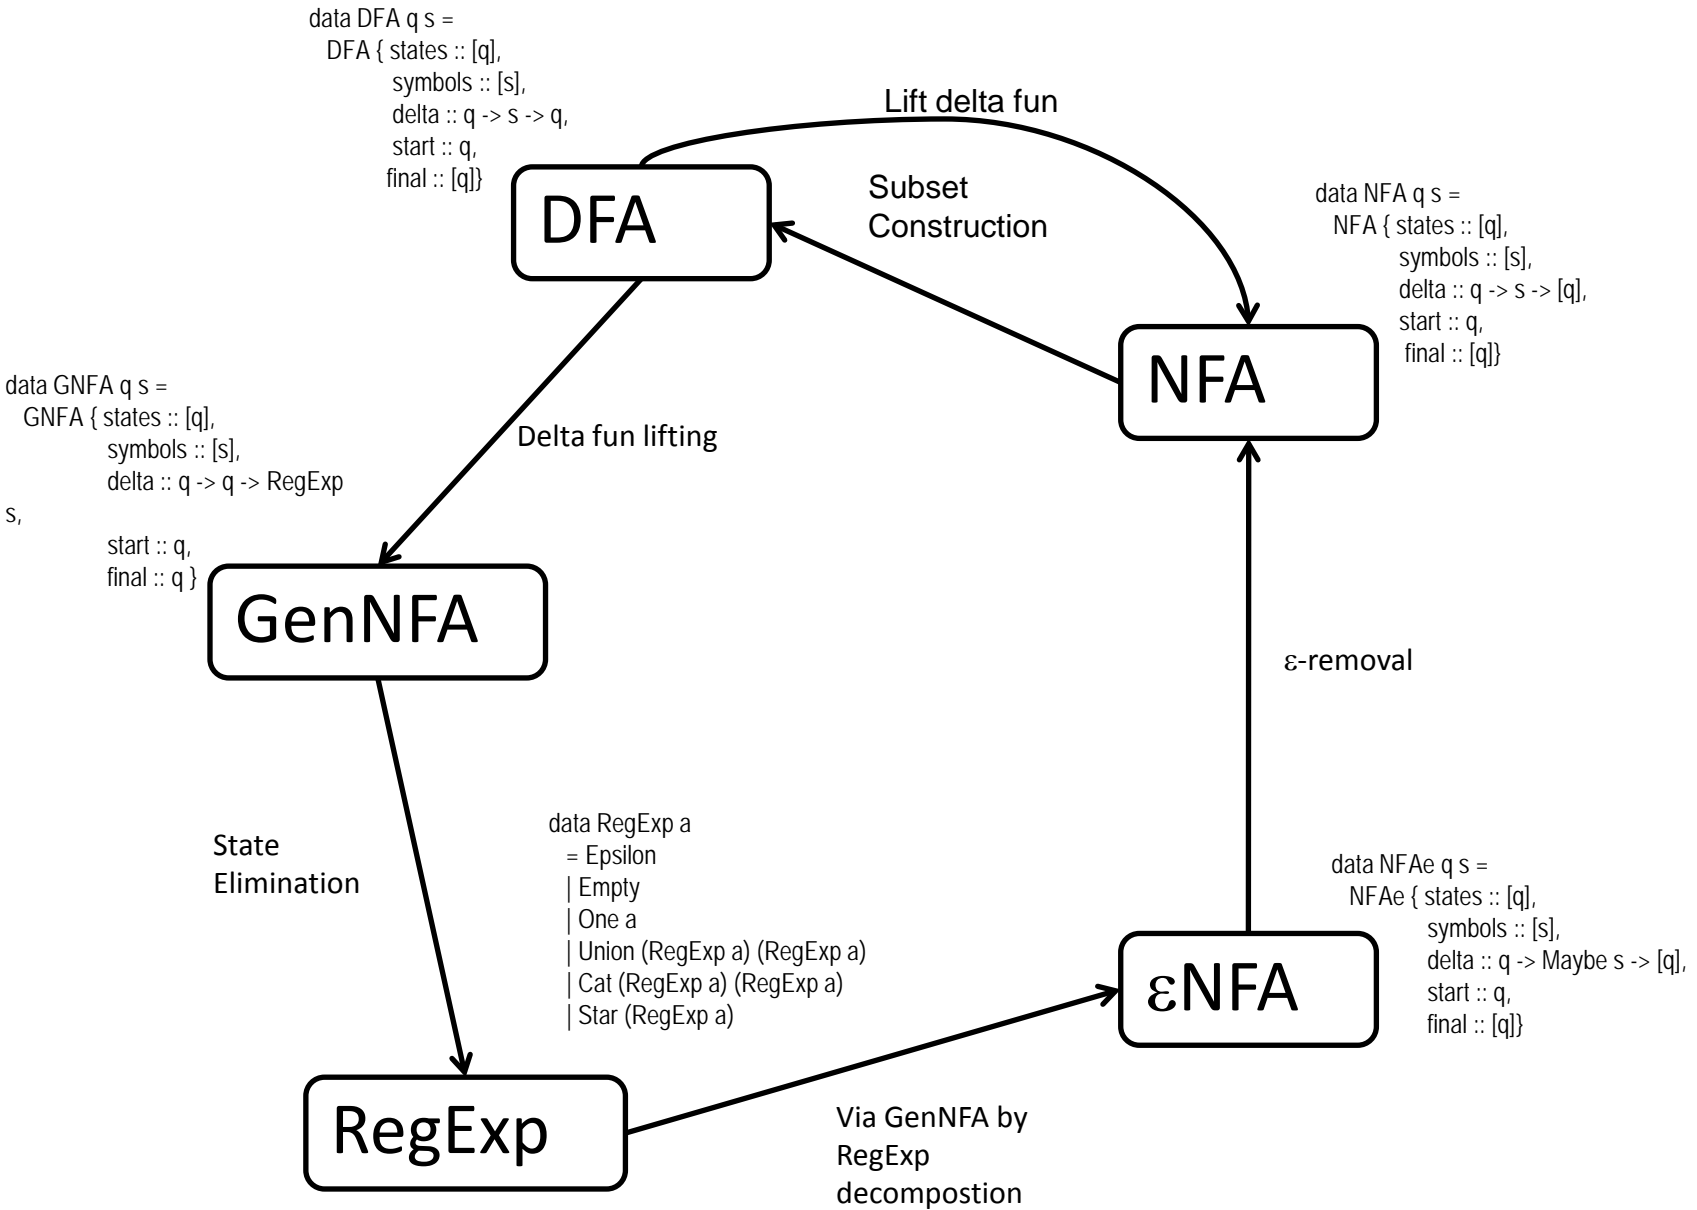 data DFA q s =
DFA { states :: [q],
symbols :: [s],
delta :: q -> s -> q,
start :: q,
final :: [q]}
Lift delta fun
DFA
Subset
Construction
data NFA q s =
NFA { states :: [q],
symbols :: [s],
delta :: q -> s -> [q],
start :: q,
final :: [q]}
NFA
data GNFA q s =
GNFA { states :: [q],
symbols :: [s],
delta :: q -> q -> RegExp
s,
start :: q,
final :: q }
Delta fun lifting
GenNFA
ε-removal
State
Elimination
data RegExp a
= Epsilon
| Empty
| One a
| Union (RegExp a) (RegExp a)
| Cat (RegExp a) (RegExp a)
| Star (RegExp a)
data NFAe q s =
NFAe { states :: [q],
symbols :: [s],
delta :: q -> Maybe s -> [q],
start :: q,
final :: [q]}
εNFA
RegExp
Via GenNFA by
RegExp
decompostion